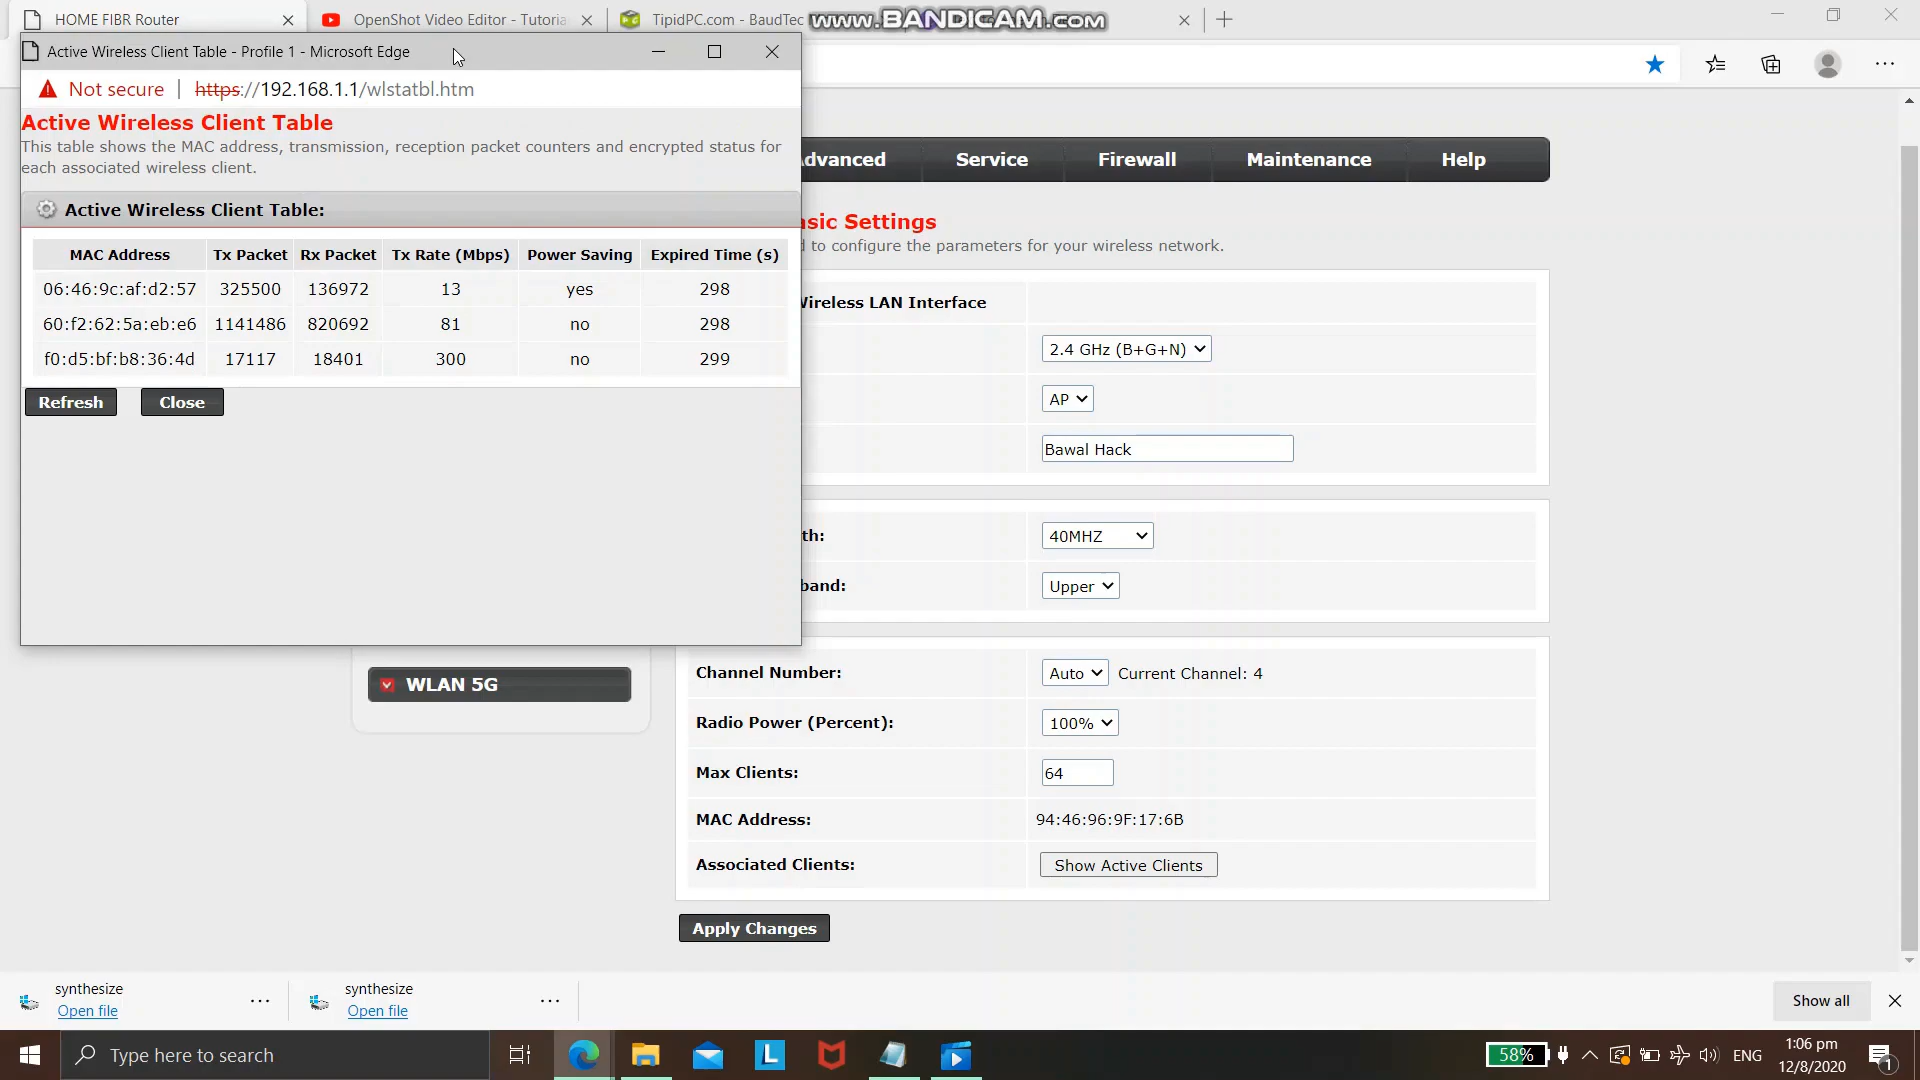 HOME FIBR Router
OpenShot Video Editor - Tutoria
TipidPC.com - BaudTec
www.BANDICAM.com
Active Wireless Client Table - Profile 1 - Microsoft Edge
Not secure | https://192.168.1.1/wlstatbl.htm
Active Wireless Client Table
This table shows the MAC address, transmission, reception packet counters and encrypted status for
each associated wireless client.
Active Wireless Client Table:
MAC Address Tx Packet Rx Packet Tx Rate (Mbps) Power Saving Expired Time (s)
06:46:9c:af:d2:57 325500 136972 13 yes 298
60:f2:62:5a:eb:e6 1141486 820692 81 no 298
f0:d5:bf:b8:36:4d 17117 18401 300 no 299
Refresh Close
dvanced Service Firewall Maintenance Help
asic Settings
d to configure the parameters for your wireless network.
Wireless LAN Interface
2.4 GHz (B+G+N)
AP
Bawal Hack
th: 40MHZ
band: Upper
WLAN 5G
Channel Number: Auto Current Channel: 4
Radio Power (Percent): 100%
Max Clients: 64
MAC Address: 94:46:96:9F:17:6B
Associated Clients: Show Active Clients
Apply Changes
synthesize
Open file
synthesize
Open file
Show all
Type here to search
L
58%
ENG
1:06 pm
12/8/2020
1